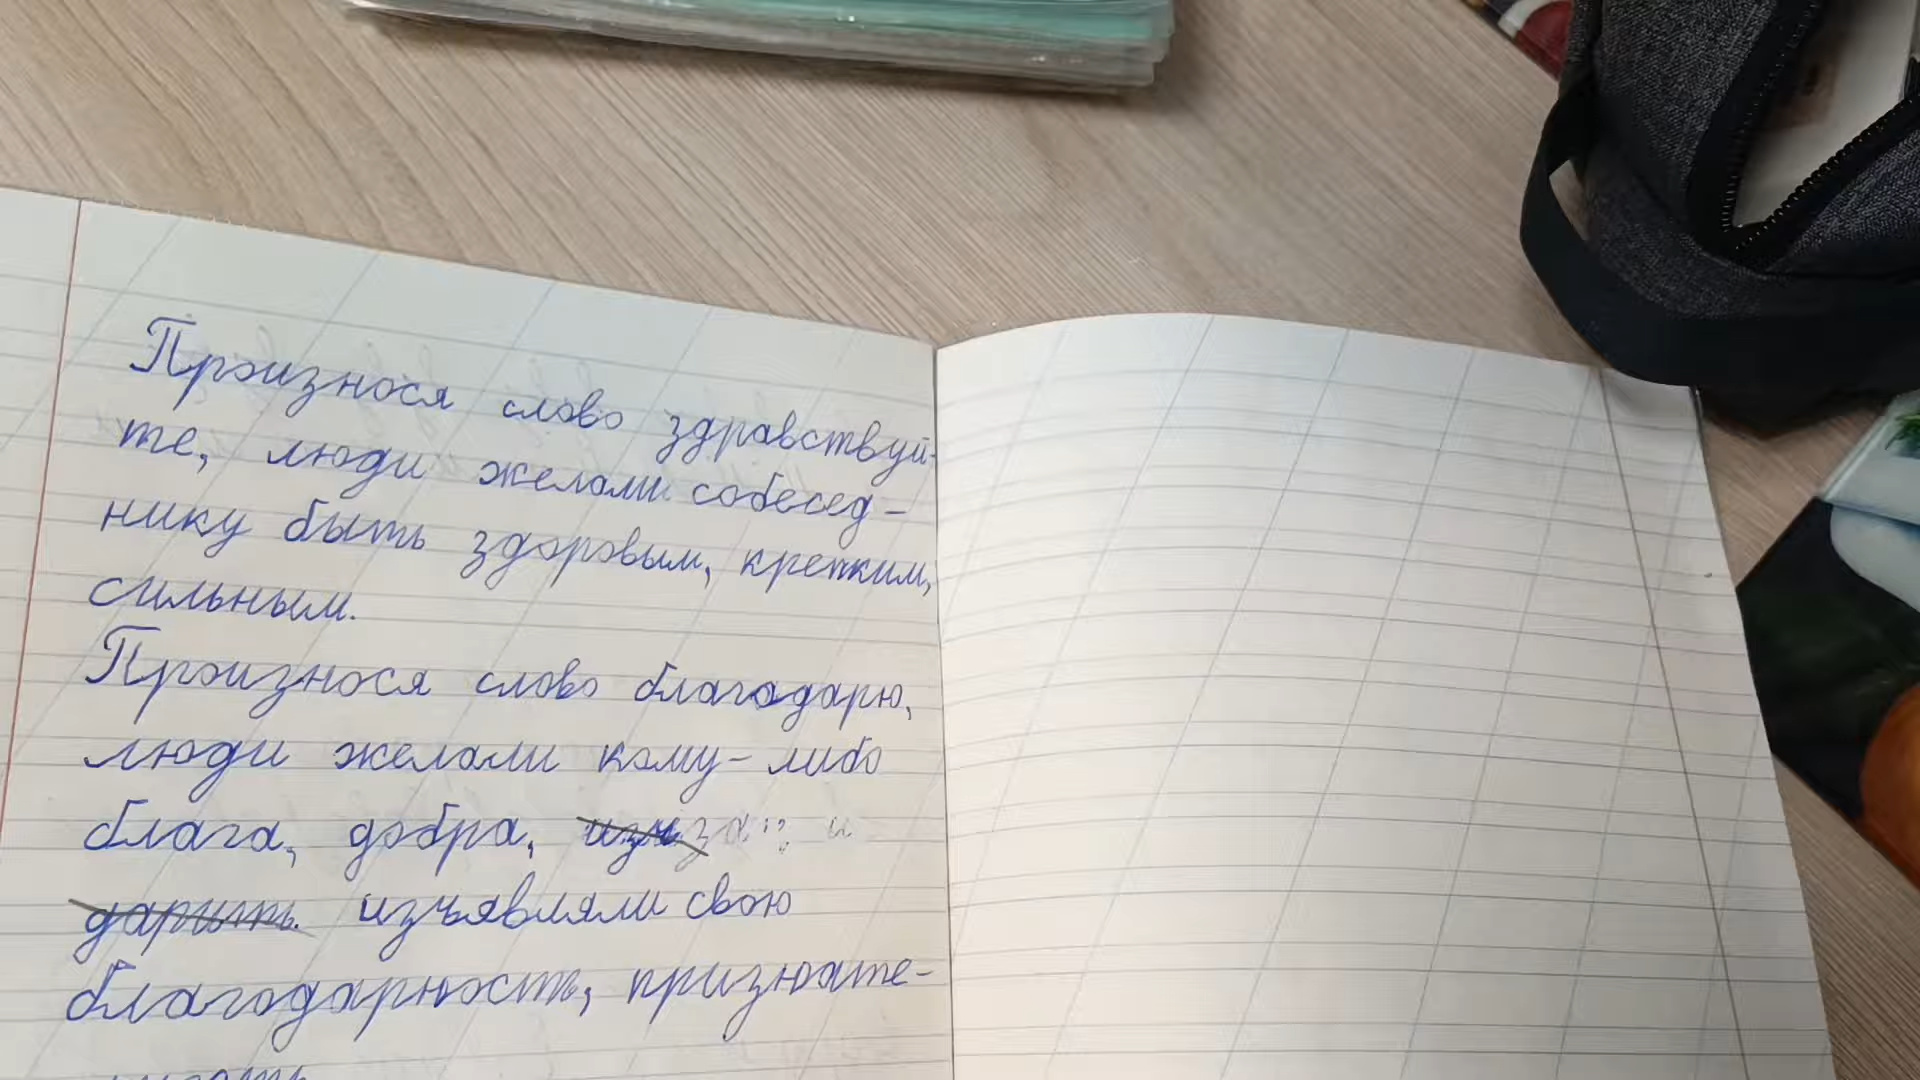 Произнося слово здравствуй-
те, люди желали собесед-
нику быть здоровым, крепким,
сильным.
Произнося слово благодарю,
люди желали кому-либо
блага, добра, и
дарить. изъявляли свою
благодарность, признате-